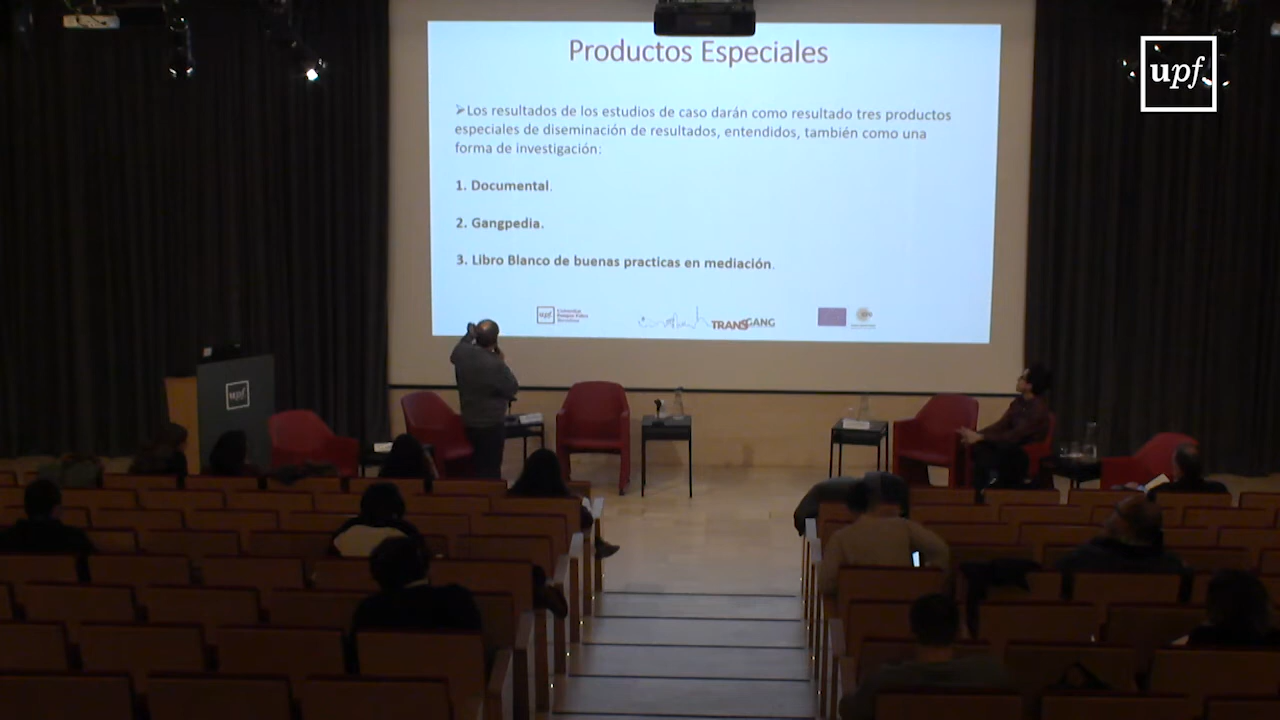 Productos Especiales
upf.
➢Los resultados de los estudios de caso darán como resultado tres productos
especiales de diseminación de resultados, entendidos, también como una
forma de investigación:
1. Documental.
2. Gangpedia.
3. Libro Blanco de buenas practicas en mediación.
upf.
TRANSGANG
upf.